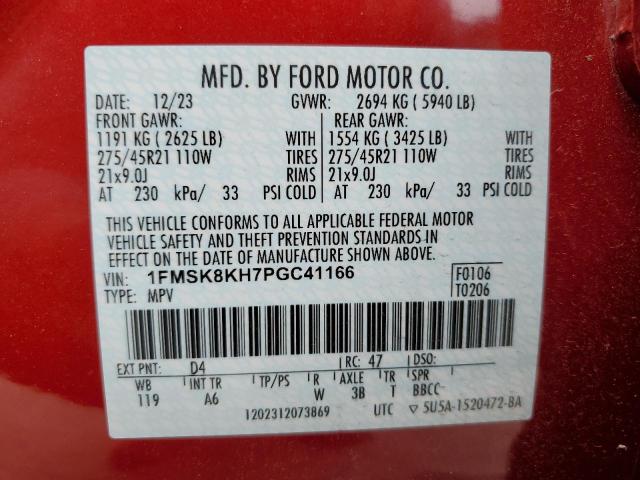 MFD. BY FORD MOTOR CO.
DATE: 12/23 GVWR: 2694 KG ( 5940 LB)
FRONT GAWR: REAR GAWR:
1191 KG ( 2625 LB) WITH 1554 KG ( 3425 LB) WITH
275/45R21 110W TIRES 275/45R21 110W TIRES
21x9.0J RIMS 21x9.0J RIMS
AT 230 kPa/ 33 PSI COLD AT 230 kPa/ 33 PSI COLD
THIS VEHICLE CONFORMS TO ALL APPLICABLE FEDERAL MOTOR
VEHICLE SAFETY AND THEFT PREVENTION STANDARDS IN
EFFECT ON THE DATE OF MANUFACTURE SHOWN ABOVE.
VIN: 1FMSK8KH7PGC41166 F0106
TYPE: MPV T0206
EXT PNT: D4 RC: 47 DSO:
WB INT TR TP/PS R AXLE TR SPR
119 A6 W 3B T BBCC
1202312073869 UTC ▽ 5U5A-1520472-BA